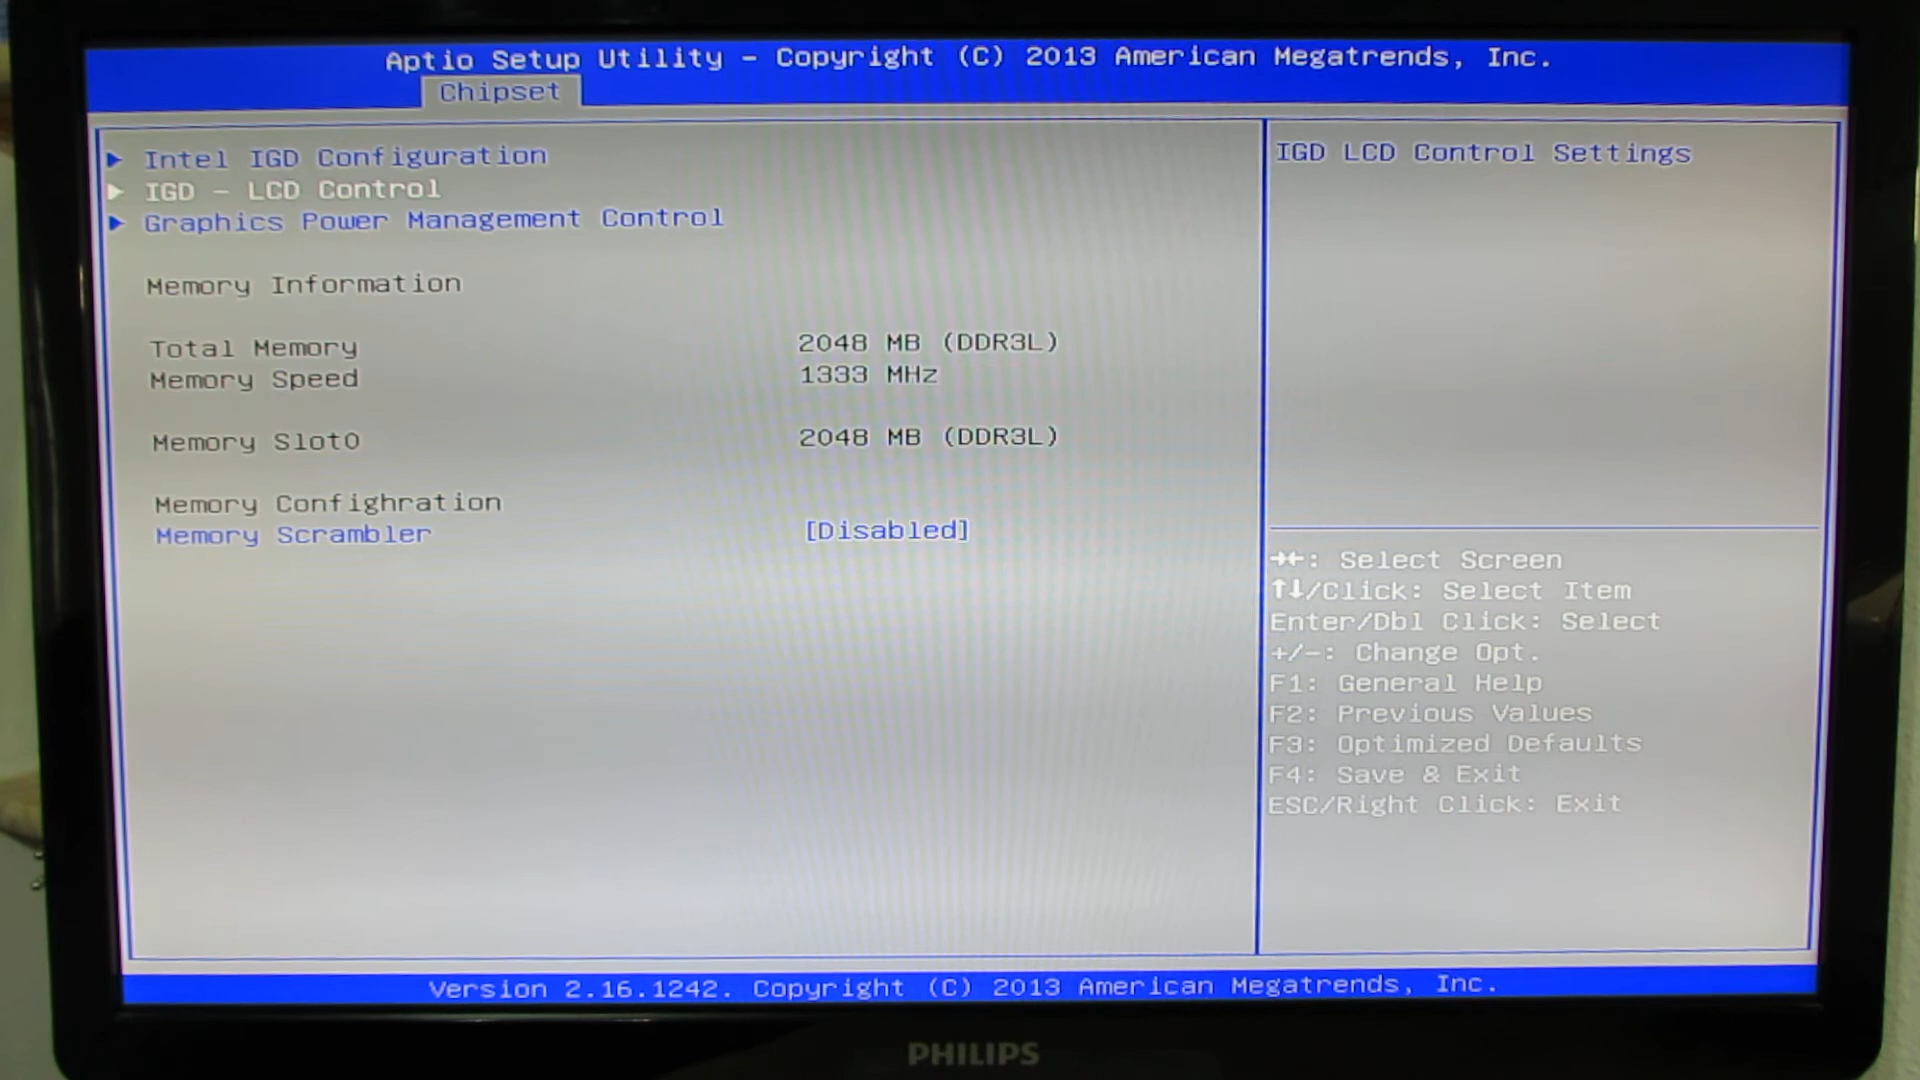 Aptio Setup Utility – Copyright (C) 2013 American Megatrends, Inc.
Chipset
► Intel IGD Configuration
► IGD – LCD Control
► Graphics Power Management Control
Memory Information
Total Memory 2048 MB (DDR3L)
Memory Speed 1333 MHz
Memory Slot0 2048 MB (DDR3L)
Memory Confighration
Memory Scrambler [Disabled]
IGD LCD Control Settings
→←: Select Screen
↑↓/Click: Select Item
Enter/Dbl Click: Select
+/-: Change Opt.
F1: General Help
F2: Previous Values
F3: Optimized Defaults
F4: Save & Exit
ESC/Right Click: Exit
Version 2.16.1242. Copyright (C) 2013 American Megatrends, Inc.
PHILIPS